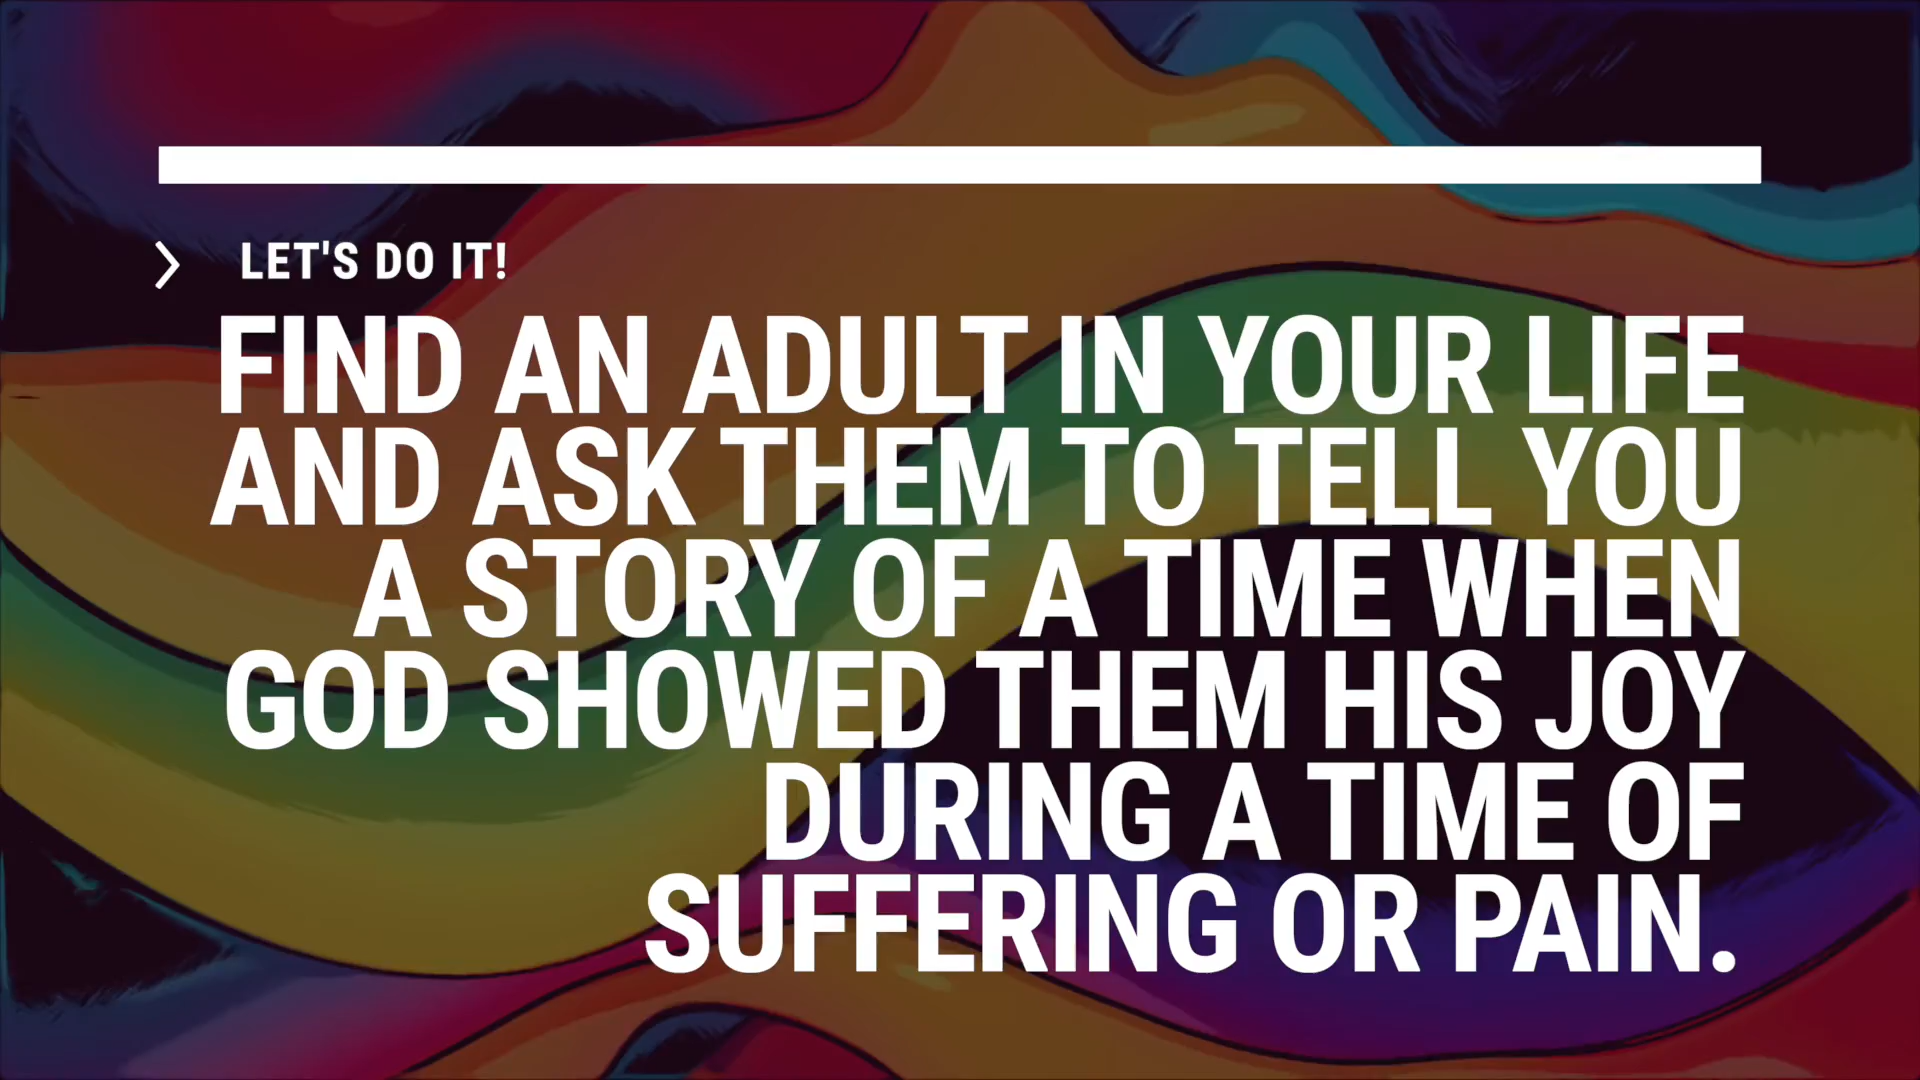 LET'S DO IT!
FIND AN ADULT IN YOUR LIFE
AND ASK THEM TO TELL YOU
A STORY OF A TIME WHEN
GOD SHOWED THEM HIS JOY
DURING A TIME OF
SUFFERING OR PAIN.